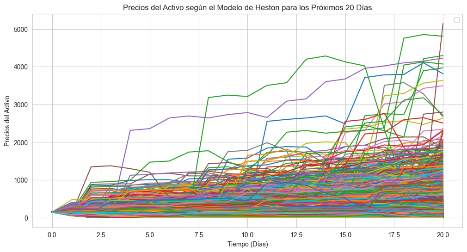 Precios del Activo según el Modelo de Heston para los Próximos 20 Días
6000
5000
4000
3000
2000
1000
0
Precios del Activo
0.0 2.5 5.0 7.5 10.0 12.5 15.0 17.5 20.0
Tiempo (Días)